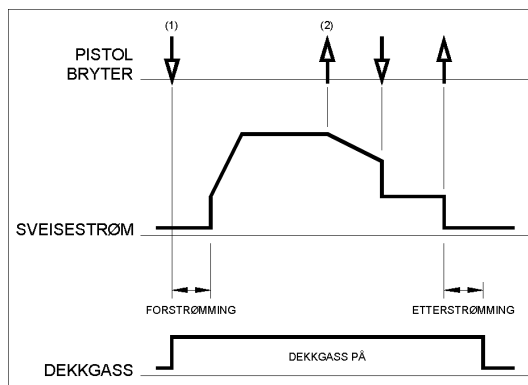 (1)
(2)
PISTOL
BRYTER
SVEISESTRØM
FORSTRØMMING
ETTERSTRØMMING
DEKKGASS PÅ
DEKKGASS